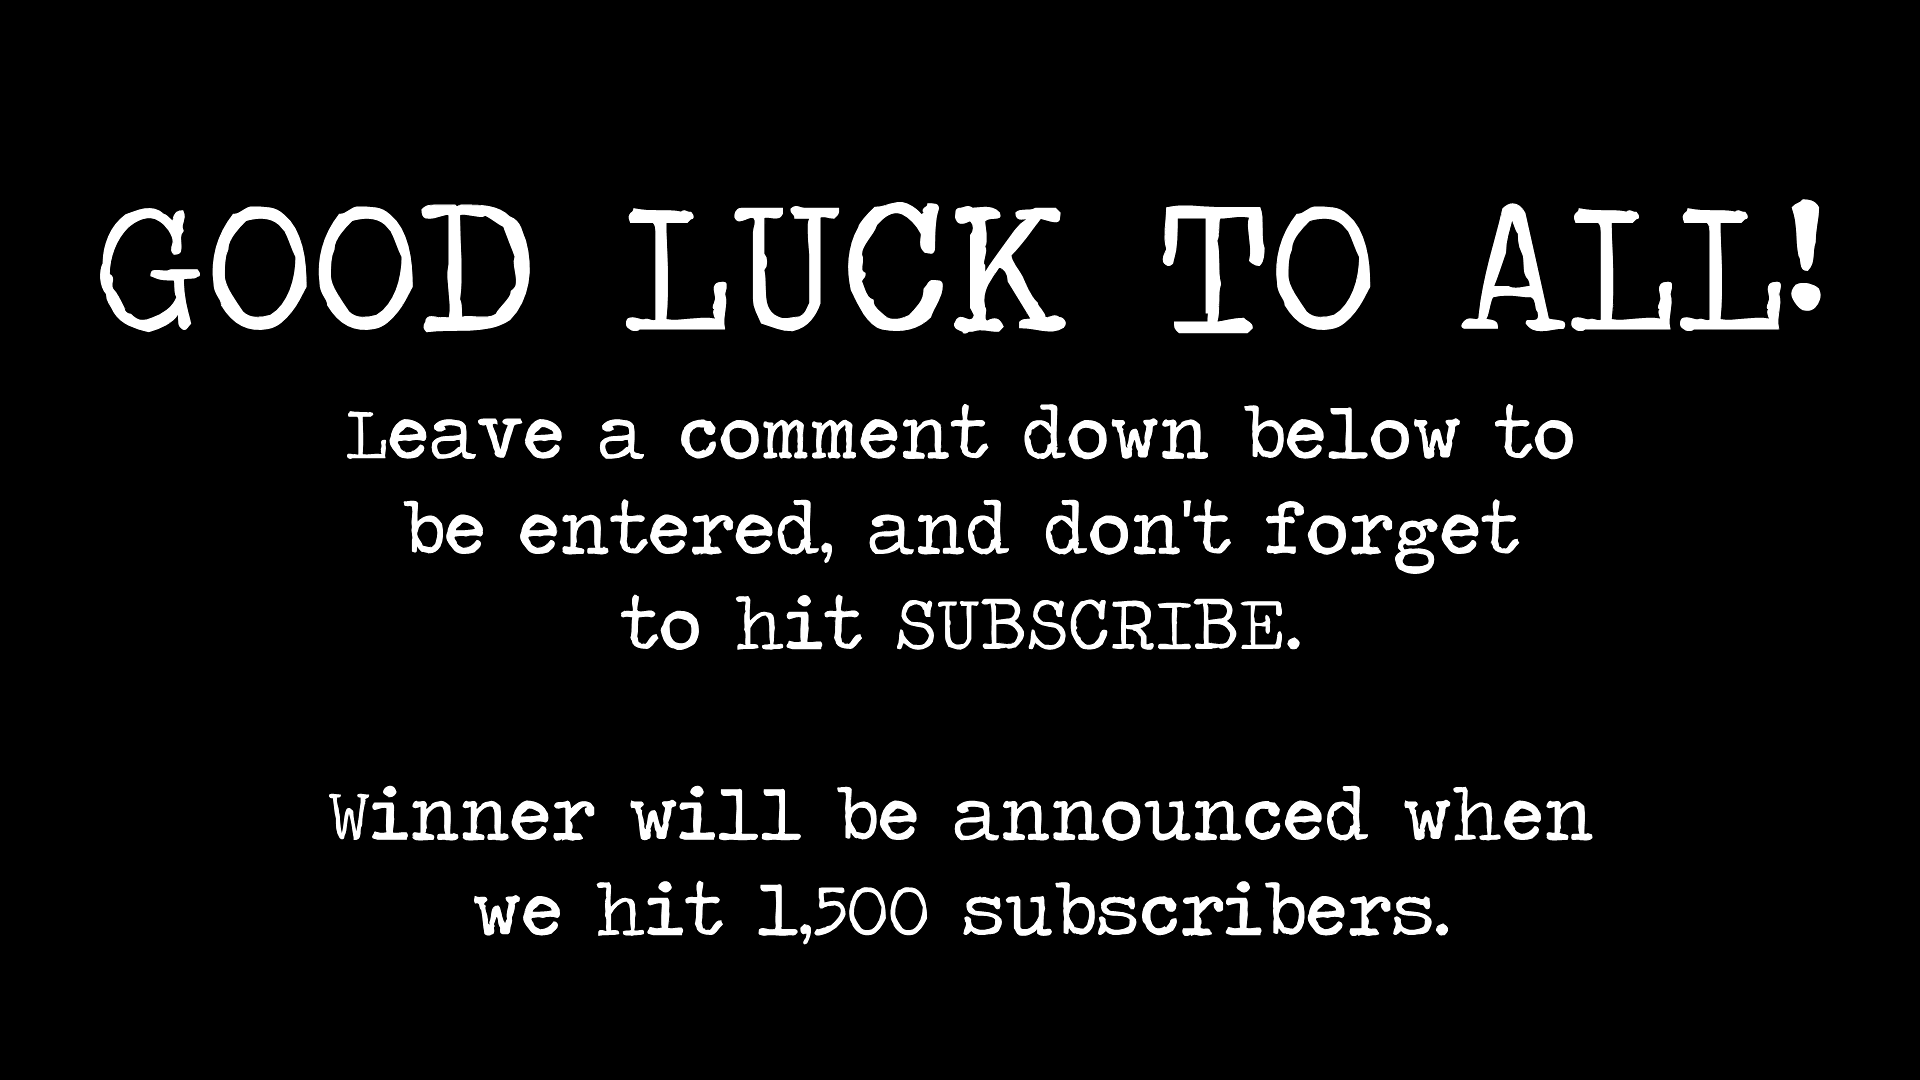 GOOD LUCK TO ALL!
Leave a comment down below to
be entered, and don't forget
to hit SUBSCRIBE.
Winner will be announced when
we hit 1,500 subscribers.